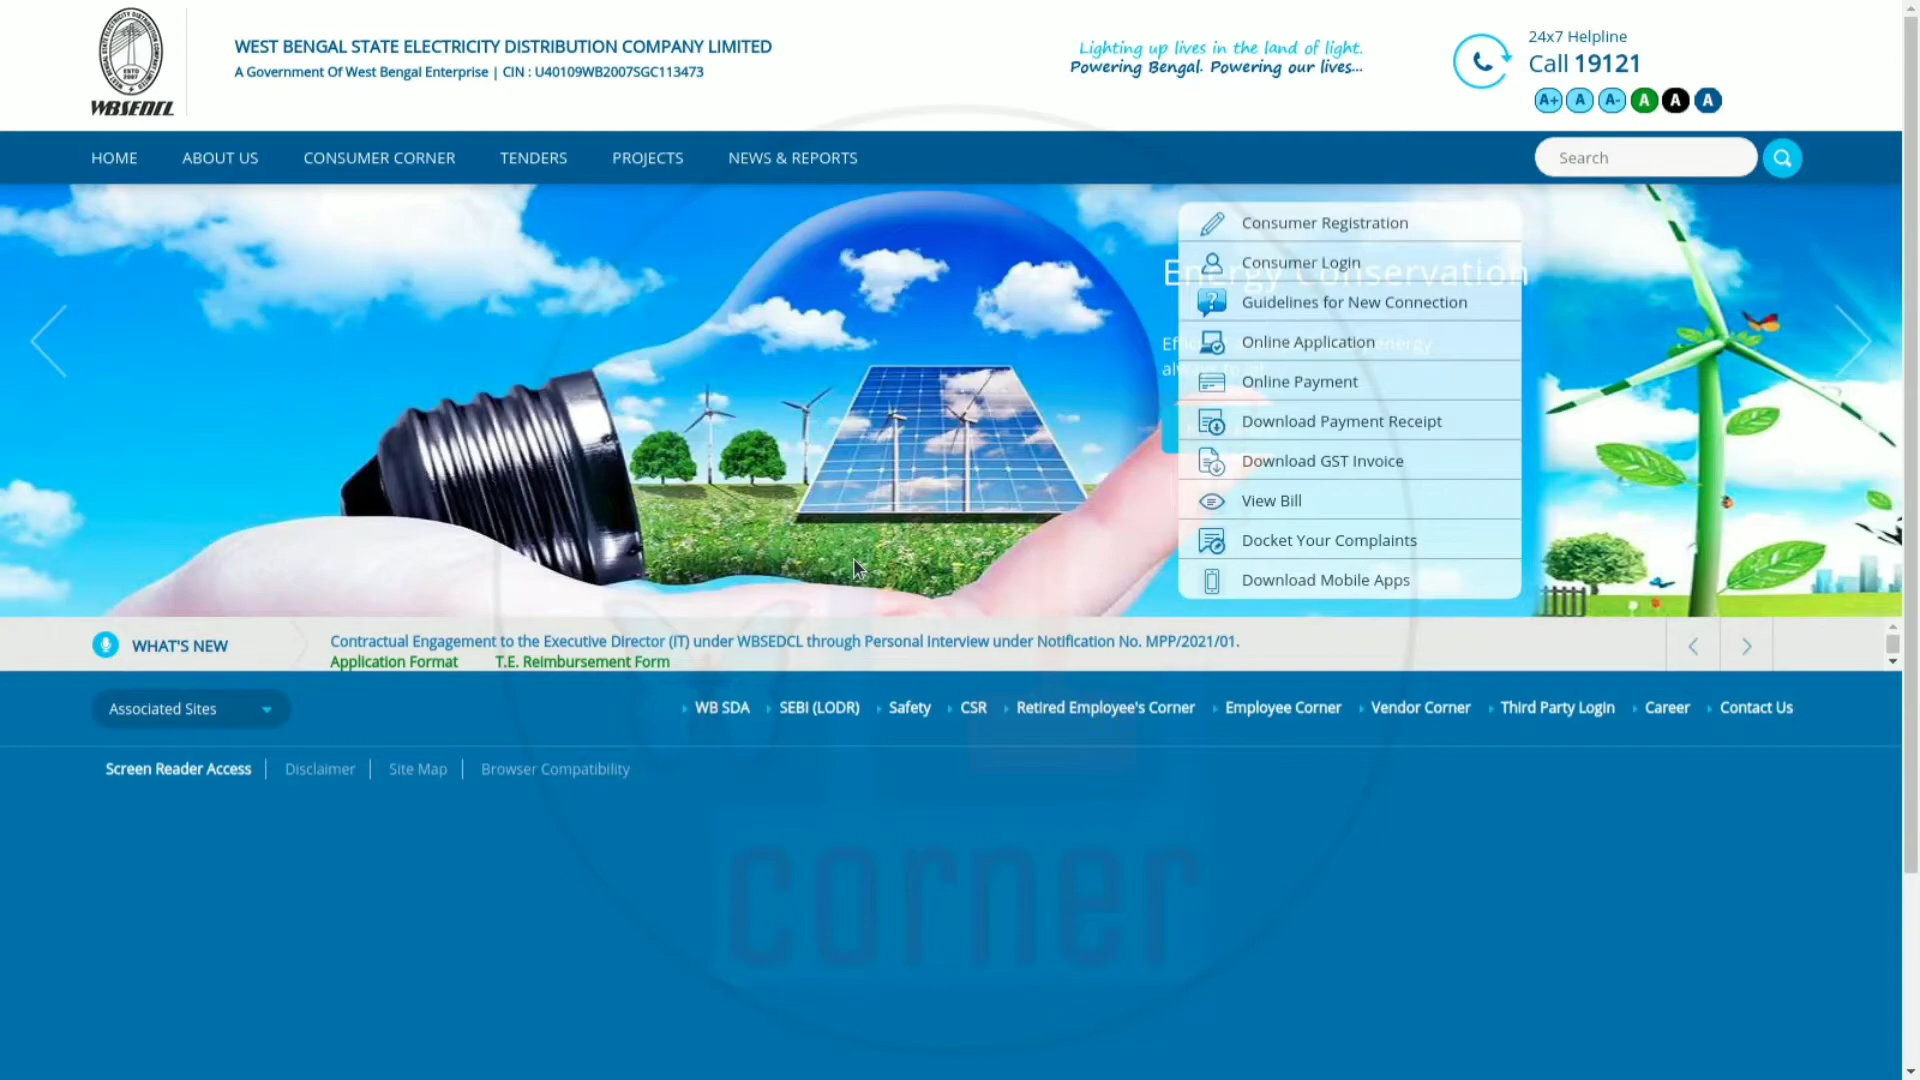 WBSEDCL
WEST BENGAL STATE ELECTRICITY DISTRIBUTION COMPANY LIMITED
A Government Of West Bengal Enterprise | CIN : U40109WB2007SGC113473
Lighting up lives in the land of light.
Powering Bengal. Powering our lives...
24x7 Helpline
Call 19121
A+ A A- A A A
HOME ABOUT US CONSUMER CORNER TENDERS PROJECTS NEWS & REPORTS
Search
Consumer Registration
Energy Conservation
Consumer Login
Guidelines for New Connection
Online Application
energy
Online Payment
Download Payment Receipt
Download GST Invoice
View Bill
Docket Your Complaints
Download Mobile Apps
WHAT'S NEW
Contractual Engagement to the Executive Director (IT) under WBSEDCL through Personal Interview under Notification No. MPP/2021/01.
Application Format T.E. Reimbursement Form
Associated Sites
WB SDA SEBI (LODR) Safety CSR Retired Employee's Corner Employee Corner Vendor Corner Third Party Login Career Contact Us
Screen Reader Access | Disclaimer | Site Map | Browser Compatibility
corner